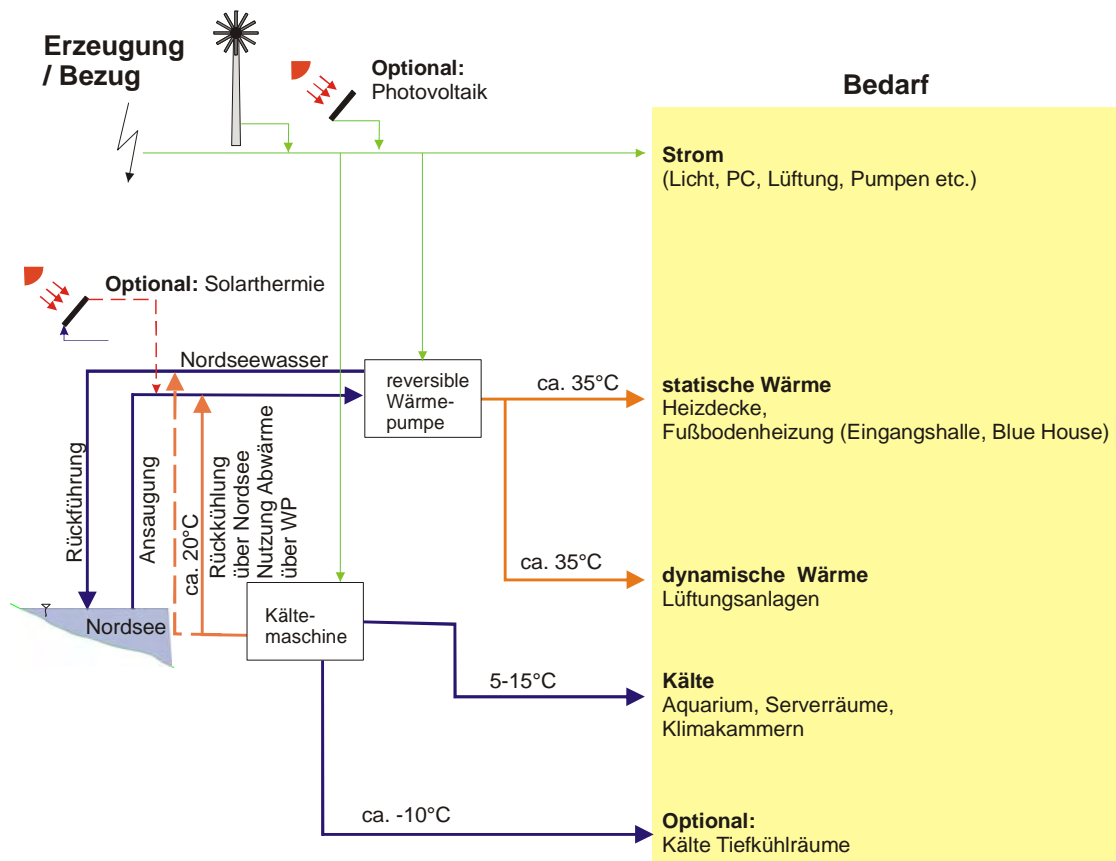 Erzeugung
/ Bezug
Optional:
Photovoltaik
Bedarf
Strom
(Licht, PC, Lüftung, Pumpen etc.)
Optional: Solarthermie
Nordseewasser
reversible
Wärme-
pumpe
ca. 35°C
statische Wärme
Heizdecke,
Fußbodenheizung (Eingangshalle, Blue House)
Rückführung
Ansaugung
ca. 20°C
Rückkühlung
über Nordsee
Nutzung Abwärme
über WP
ca. 35°C
dynamische Wärme
Lüftungsanlagen
Nordsee
Kälte-
maschine
5-15°C
Kälte
Aquarium, Serverräume,
Klimakammern
ca. -10°C
Optional:
Kälte Tiefkühlräume